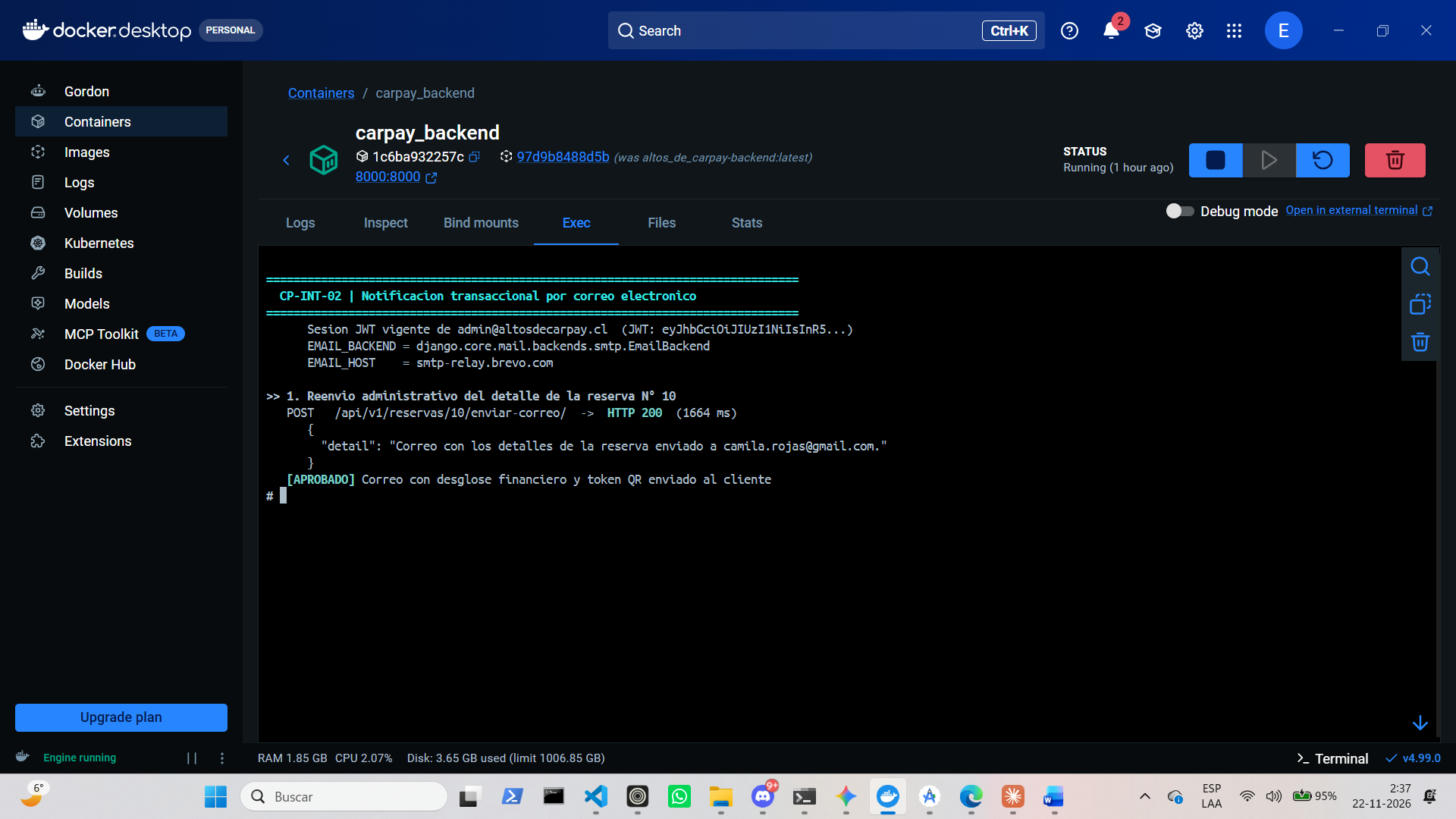 docker.desktop PERSONAL
Search Ctrl+K
2
E
Gordon
Containers
Images
Logs
Volumes
Kubernetes
Builds
Models
MCP Toolkit BETA
Docker Hub
Settings
Extensions
Upgrade plan
Containers / carpay_backend
carpay_backend
1c6ba932257c 97d9b8488d5b (was altos_de_carpay-backend:latest)
8000:8000
STATUS
Running (1 hour ago)
Logs Inspect Bind mounts Exec Files Stats
Debug mode Open in external terminal
==============================================================================
CP-INT-02 | Notificacion transaccional por correo electronico
==============================================================================
Sesion JWT vigente de admin@altosdecarpay.cl (JWT: eyJhbGciOiJIUzI1NiIsInR5...)
EMAIL_BACKEND = django.core.mail.backends.smtp.EmailBackend
EMAIL_HOST = smtp-relay.brevo.com
>> 1. Reenvio administrativo del detalle de la reserva N° 10
POST /api/v1/reservas/10/enviar-correo/ -> HTTP 200 (1664 ms)
{
"detail": "Correo con los detalles de la reserva enviado a camila.rojas@gmail.com."
}
[APROBADO] Correo con desglose financiero y token QR enviado al cliente
#
Engine running
RAM 1.85 GB CPU 2.07% Disk: 3.65 GB used (limit 1006.85 GB)
>_ Terminal v4.99.0
6°
Buscar
9+
ESP
LAA
95%
2:37
22-11-2026